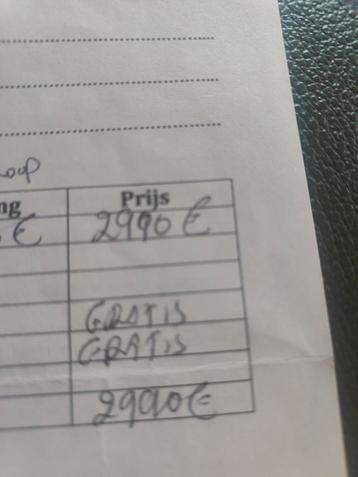 oop
ng Prijs
€ 2990 €
GRATIS
GRATIS
2990 €